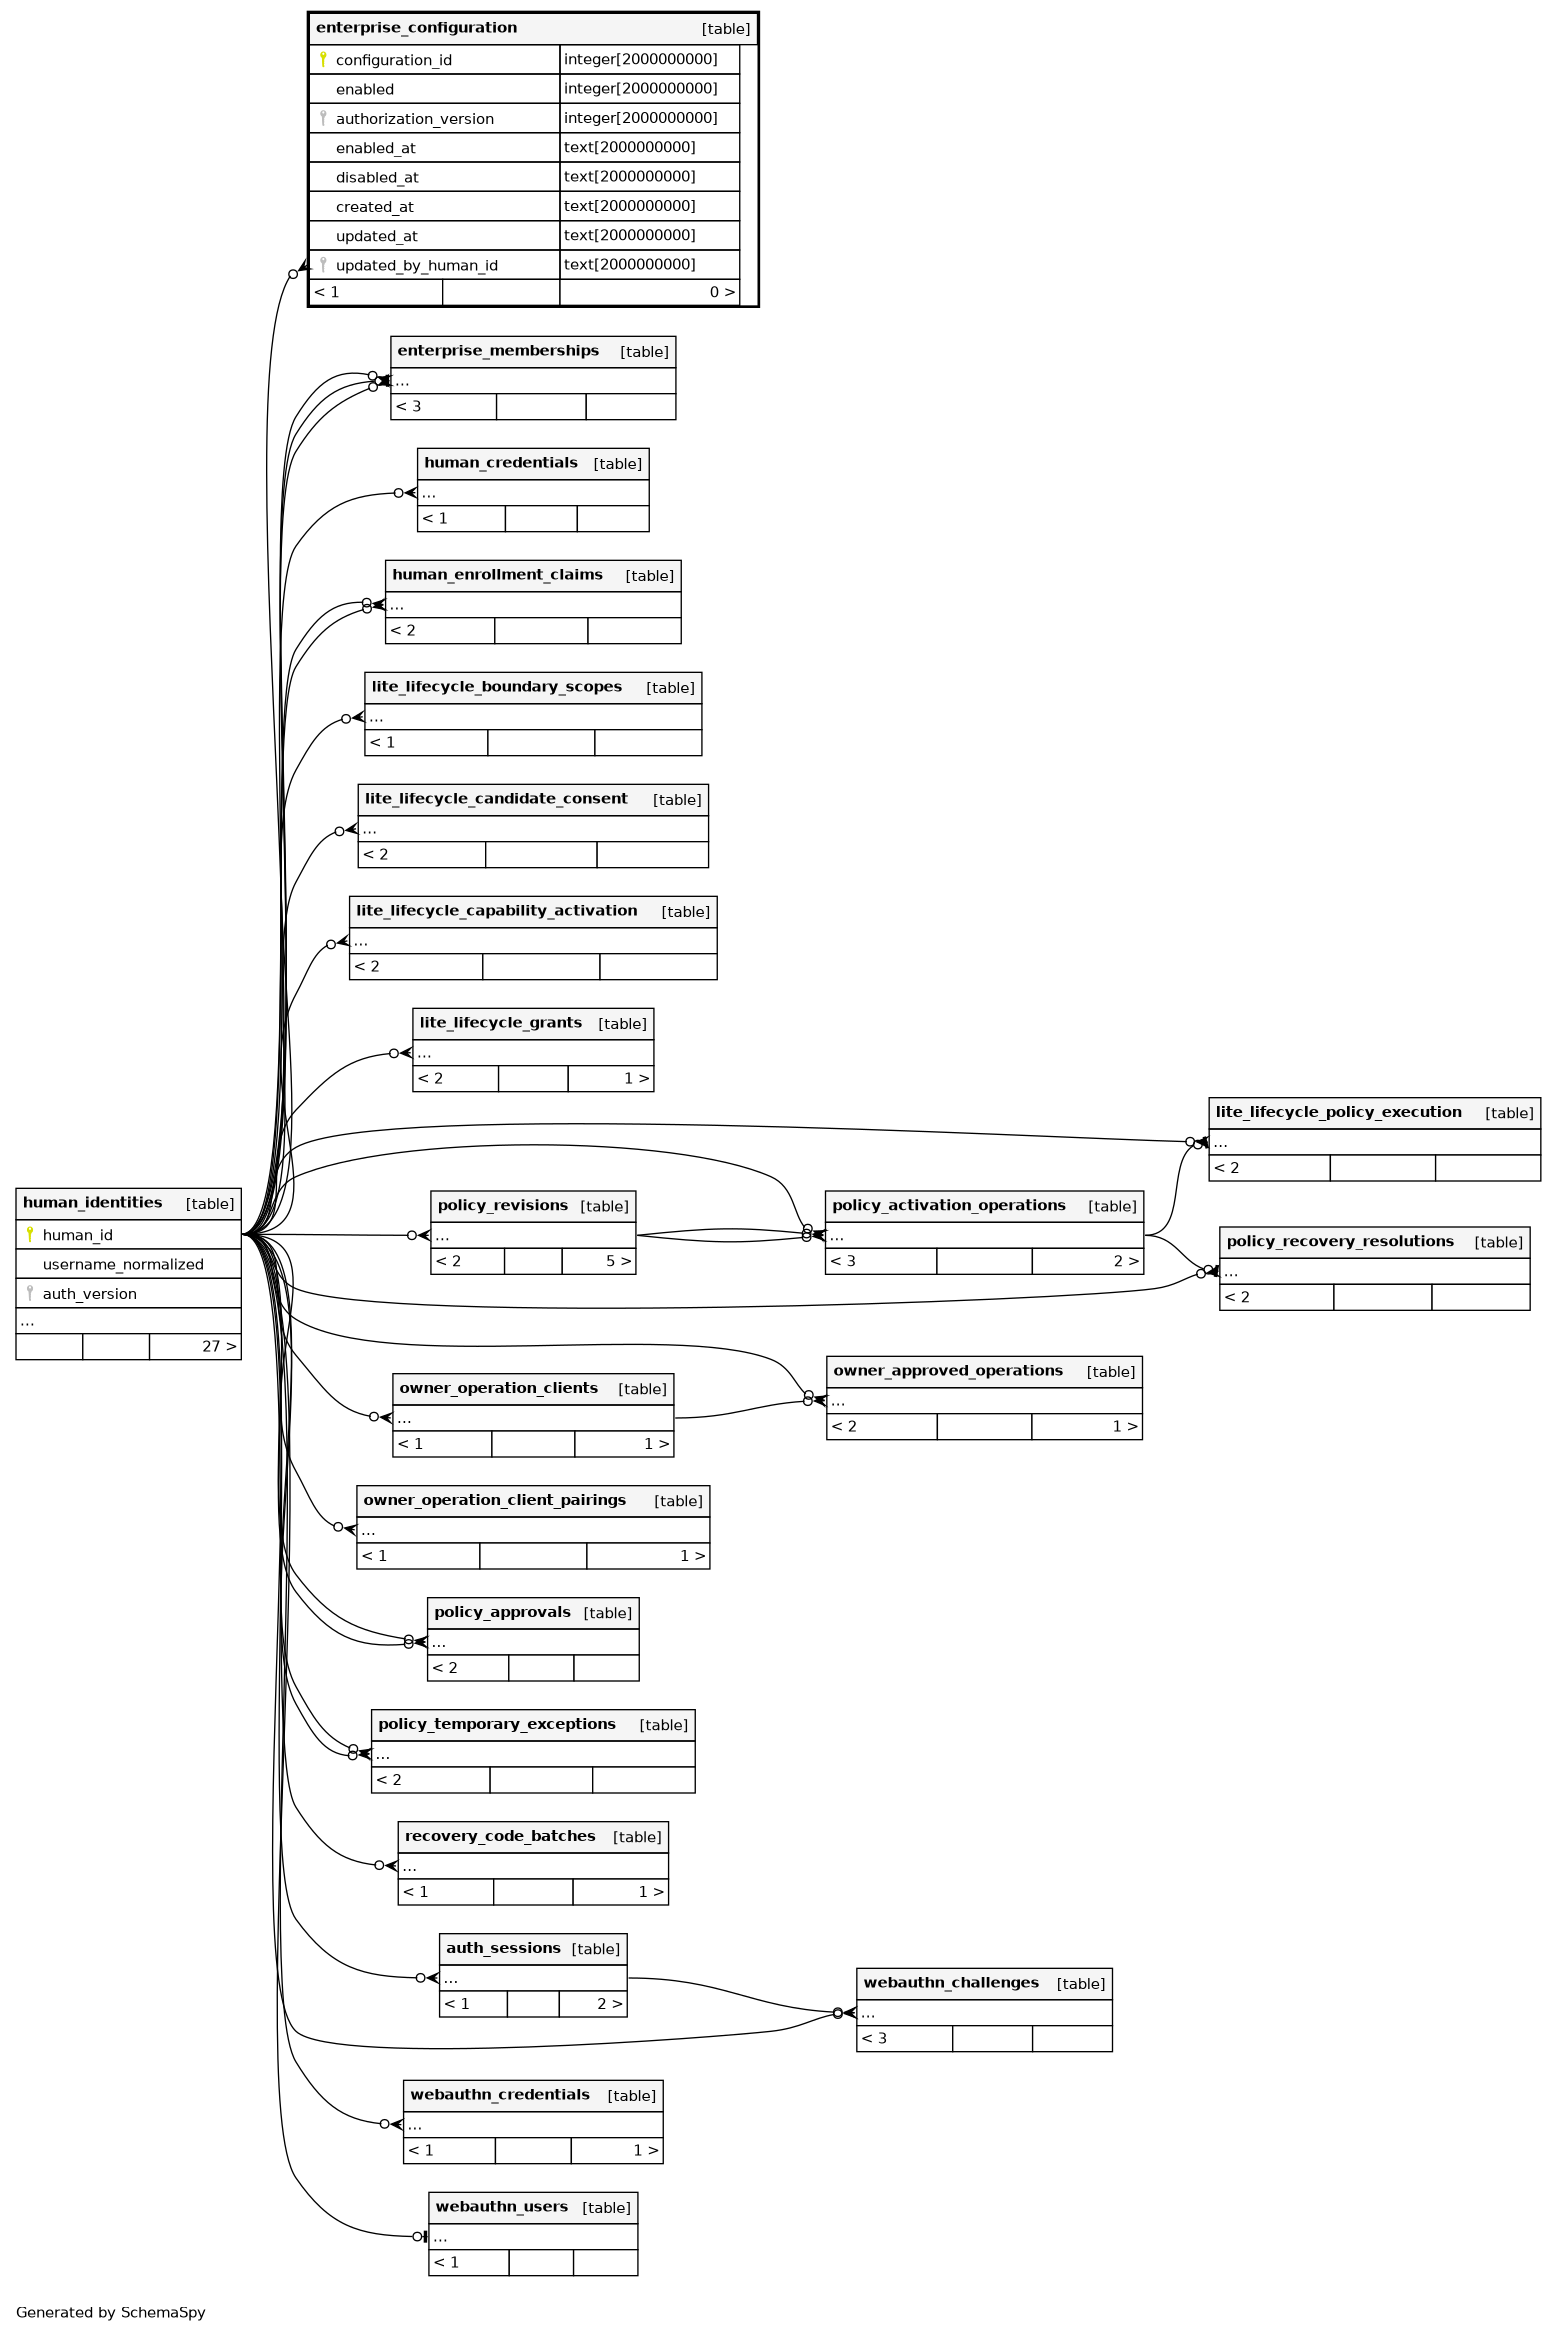 enterprise_configuration [table]
configuration_id integer[2000000000]
enabled integer[2000000000]
authorization_version integer[2000000000]
enabled_at text[2000000000]
disabled_at text[2000000000]
created_at text[2000000000]
updated_at text[2000000000]
updated_by_human_id text[2000000000]
< 1 0 >
enterprise_memberships [table]
...
< 3
human_credentials [table]
...
< 1
human_enrollment_claims [table]
...
< 2
lite_lifecycle_boundary_scopes [table]
...
< 1
lite_lifecycle_candidate_consent [table]
...
< 2
lite_lifecycle_capability_activation [table]
...
< 2
lite_lifecycle_grants [table]
...
< 2 1 >
lite_lifecycle_policy_execution [table]
...
< 2
human_identities [table]
human_id
username_normalized
auth_version
...
27 >
policy_revisions [table]
...
< 2 5 >
policy_activation_operations [table]
...
< 3 2 >
policy_recovery_resolutions [table]
...
< 2
owner_approved_operations [table]
...
< 2 1 >
owner_operation_clients [table]
...
< 1 1 >
owner_operation_client_pairings [table]
...
< 1 1 >
policy_approvals [table]
...
< 2
policy_temporary_exceptions [table]
...
< 2
recovery_code_batches [table]
...
< 1 1 >
auth_sessions [table]
...
< 1 2 >
webauthn_challenges [table]
...
< 3
webauthn_credentials [table]
...
< 1 1 >
webauthn_users [table]
...
< 1
Generated by SchemaSpy